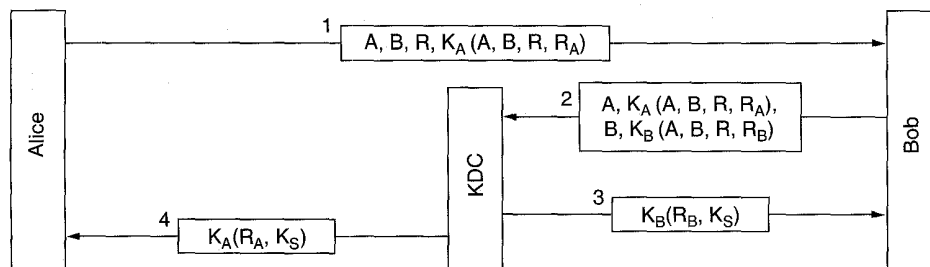 1
A, B, R, K_A (A, B, R, R_A)
Alice
Bob
KDC
2
A, K_A (A, B, R, R_A),
B, K_B (A, B, R, R_B)
3
K_B(R_B, K_S)
4
K_A(R_A, K_S)